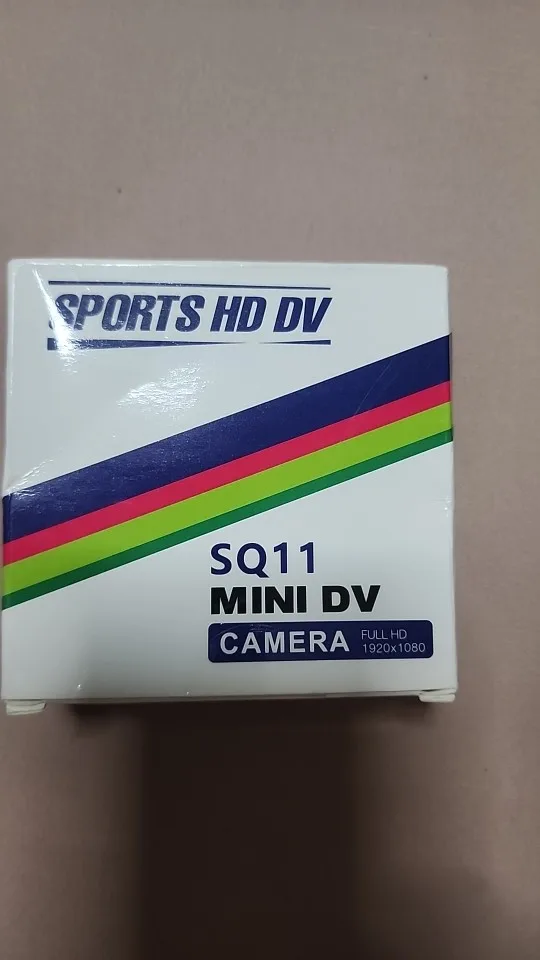 SPORTS HD DV
SQ11
MINI DV
CAMERA FULL HD
1920x1080